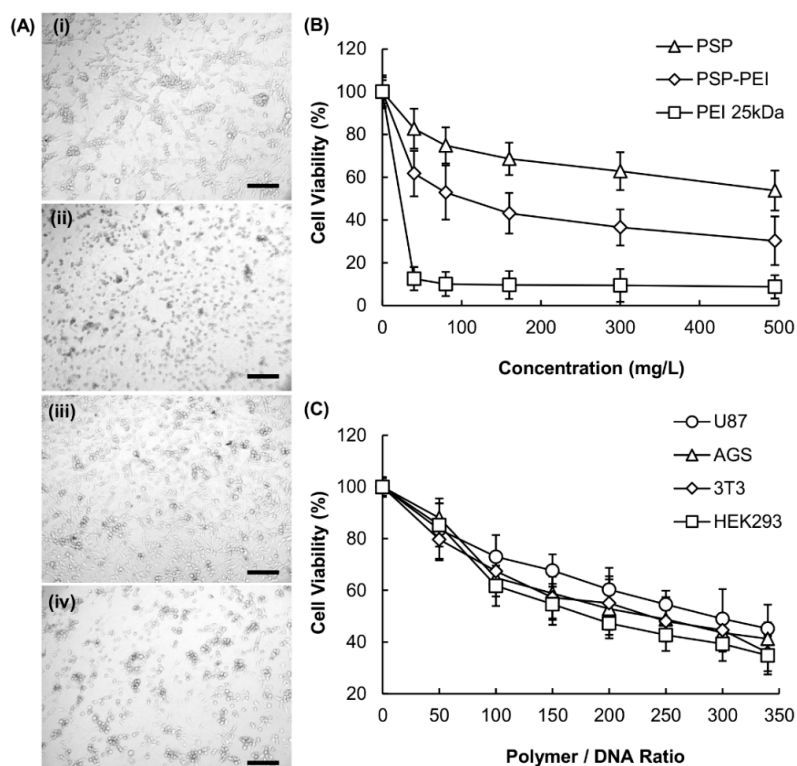 (A)
(i)
(ii)
(iii)
(iv)
(B)
PSP
PSP-PEI
PEI 25kDa
Cell Viability (%)
120
100
80
60
40
20
0
0 100 200 300 400 500
Concentration (mg/L)
(C)
U87
AGS
3T3
HEK293
Cell Viability (%)
120
100
80
60
40
20
0 50 100 150 200 250 300 350
Polymer / DNA Ratio